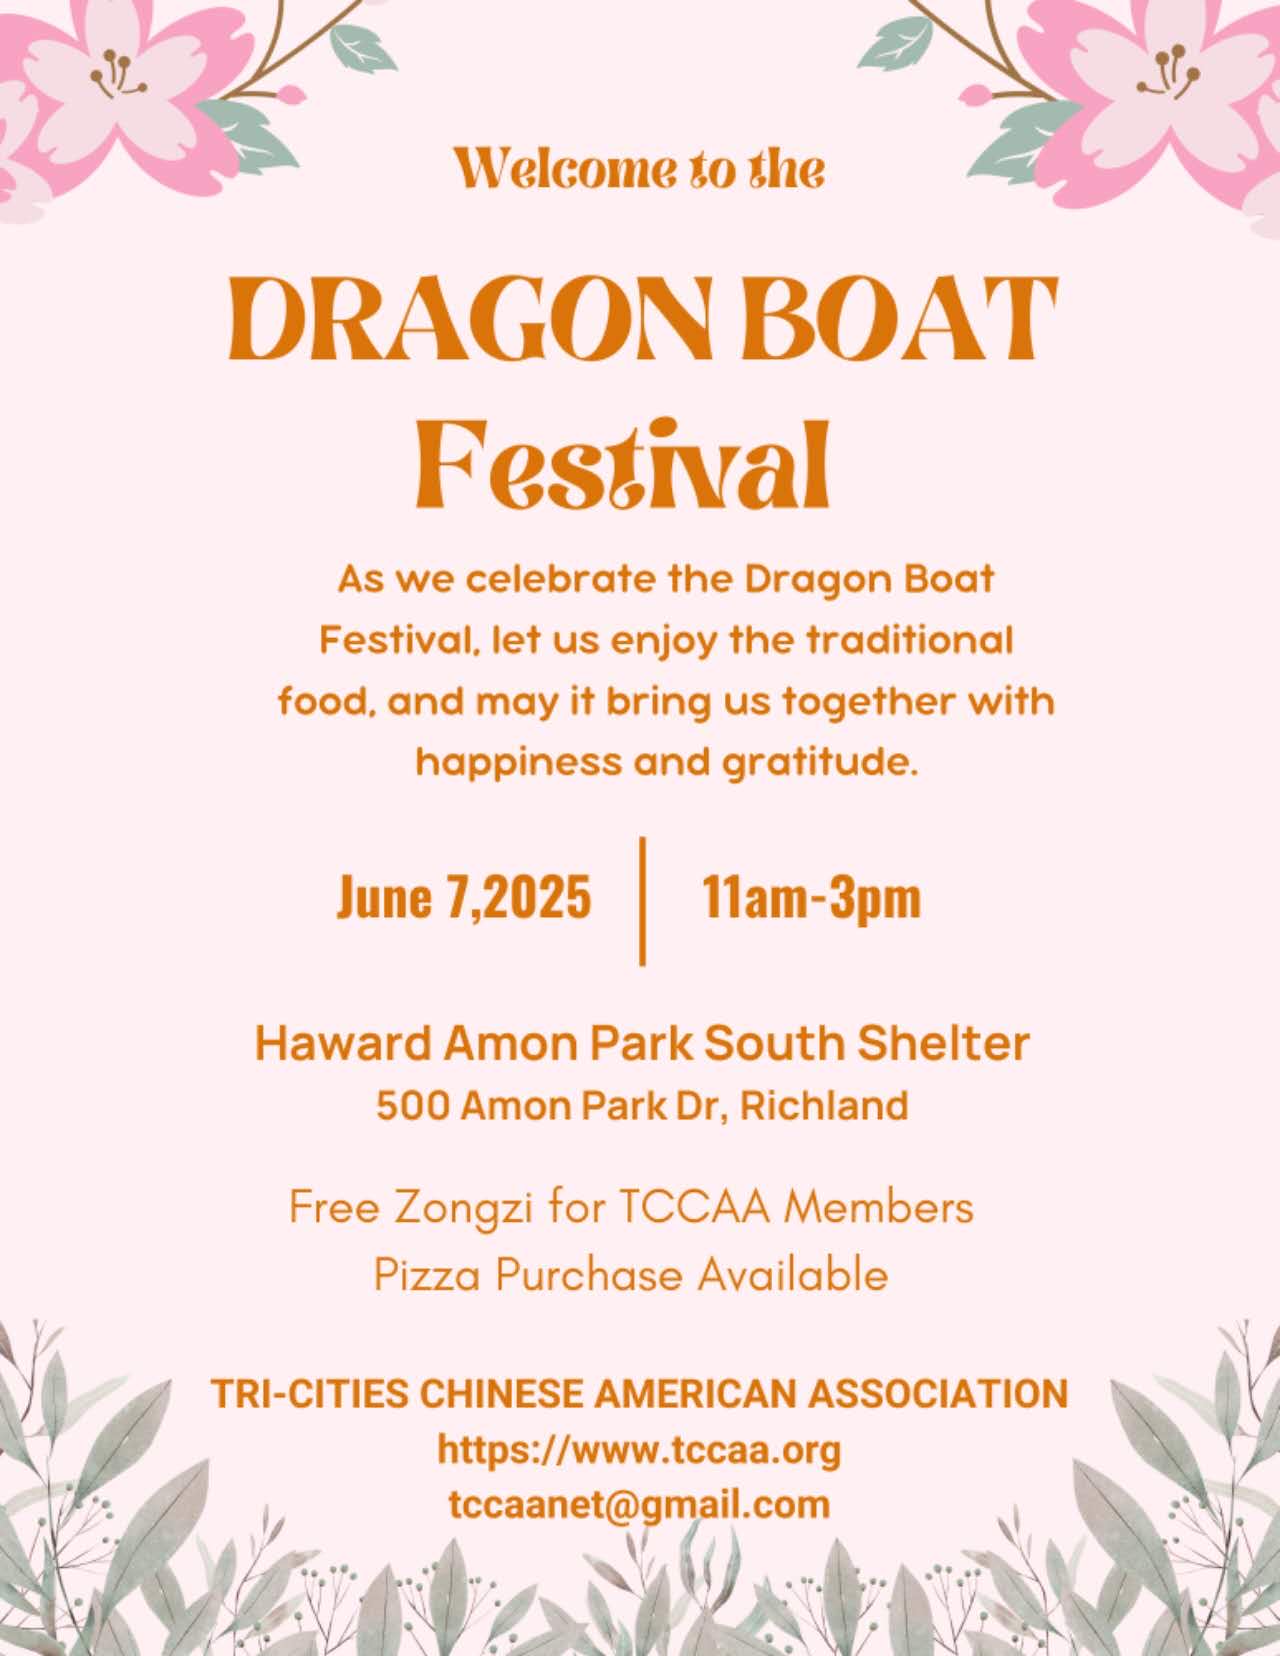 Welcome to the
DRAGON BOAT
Festival
As we celebrate the Dragon Boat
Festival, let us enjoy the traditional
food, and may it bring us together with
happiness and gratitude.
June 7,2025
11am-3pm
Haward Amon Park South Shelter
500 Amon Park Dr, Richland
Free Zongzi for TCCAA Members
Pizza Purchase Available
TRI-CITIES CHINESE AMERICAN ASSOCIATION
https://www.tccaa.org
tccaanet@gmail.com